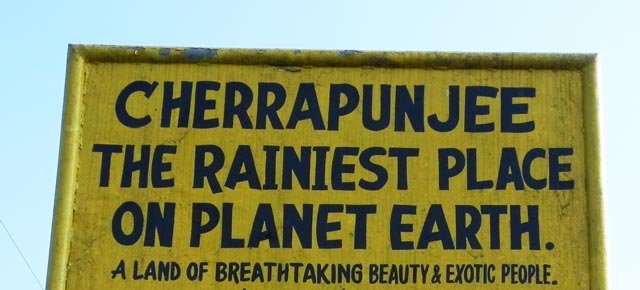 CHERRAPUNJEE
THE RAINIEST PLACE
ON PLANET EARTH.
A LAND OF BREATHTAKING BEAUTY & EXOTIC PEOPLE.